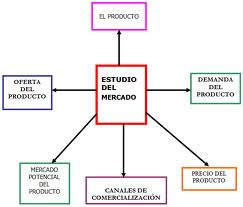 EL PRODUCTO
OFERTA DEL
PRODUCTO
ESTUDIO
DEL
MERCADO
DEMANDA
DEL
PRODUCTO
MERCADO
POTENCIAL
DEL
PRODUCTO
CANALES DE
COMERCIALIZACIÓN
PRECIO DEL
PRODUCTO